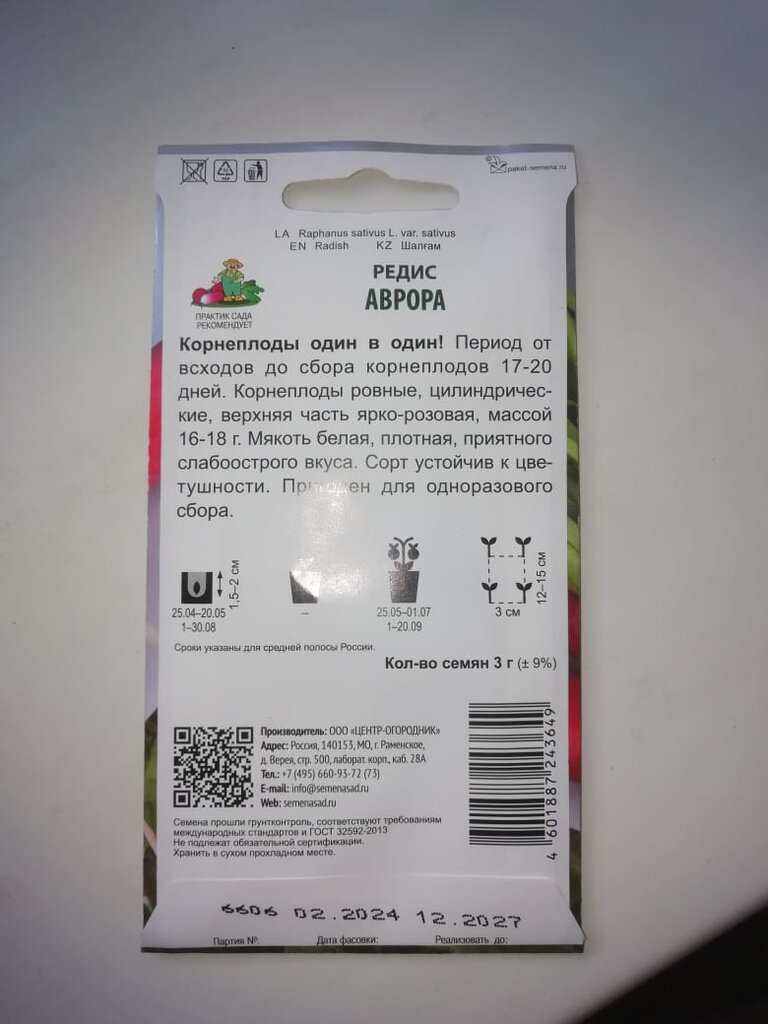 paket-semena.ru
LA Raphanus sativus L. var. sativus
EN Radish KZ Шалғам
РЕДИС
АВРОРА
ПРАКТИК САДА
РЕКОМЕНДУЕТ
Корнеплоды один в один! Период от
всходов до сбора корнеплодов 17-20
дней. Корнеплоды ровные, цилиндричес-
кие, верхняя часть ярко-розовая, массой
16-18 г. Мякоть белая, плотная, приятного
слабоострого вкуса. Сорт устойчив к цве-
тушности. Пригоден для одноразового
сбора.
1,5–2 см
25.04–20.05
1–30.08
–
25.05–01.07
1–20.09
12–15 см
3 см
Сроки указаны для средней полосы России.
Кол-во семян 3 г (± 9%)
Производитель: ООО «ЦЕНТР-ОГОРОДНИК»
Адрес: Россия, 140153, МО, г. Раменское,
д. Верея, стр. 500, лаборат. корп., каб. 28А
Тел.: +7 (495) 660-93-72 (73)
E-mail: info@semenasad.ru
Web: semenasad.ru
4 601887 243649
Семена прошли грунтконтроль, соответствуют требованиям
международных стандартов и ГОСТ 32592-2013
Не подлежат обязательной сертификации.
Хранить в сухом прохладном месте.
6606 02.2024 12.2027
Партия №: Дата фасовки: Реализовать до: